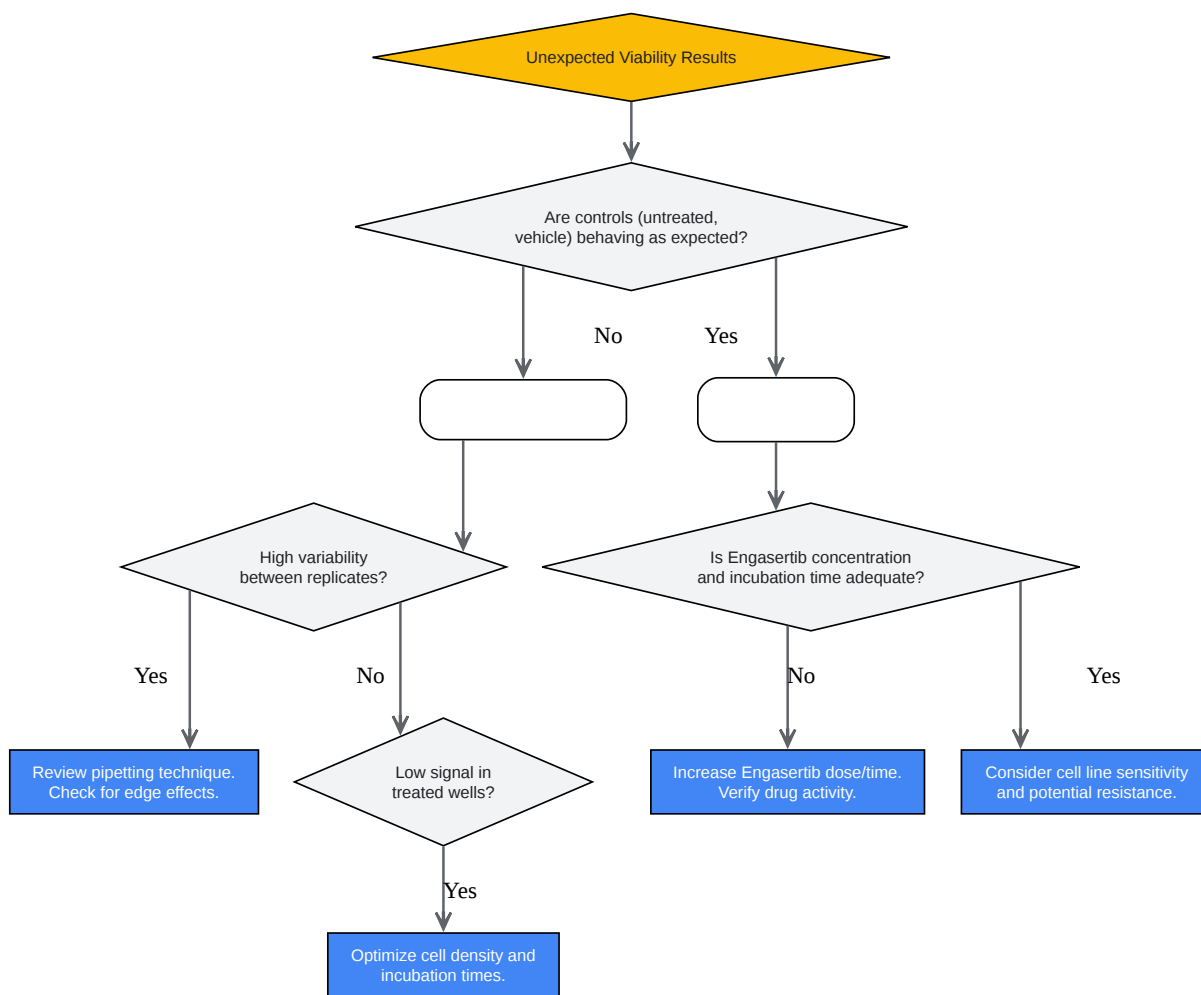 Unexpected Viability Results
Are controls (untreated,
vehicle) behaving as expected?
No
Yes
High variability
between replicates?
Is Engasertib concentration
and incubation time adequate?
Yes
No
No
Yes
Review pipetting technique.
Check for edge effects.
Low signal in
treated wells?
Increase Engasertib dose/time.
Verify drug activity.
Consider cell line sensitivity
and potential resistance.
Yes
Optimize cell density and
incubation times.